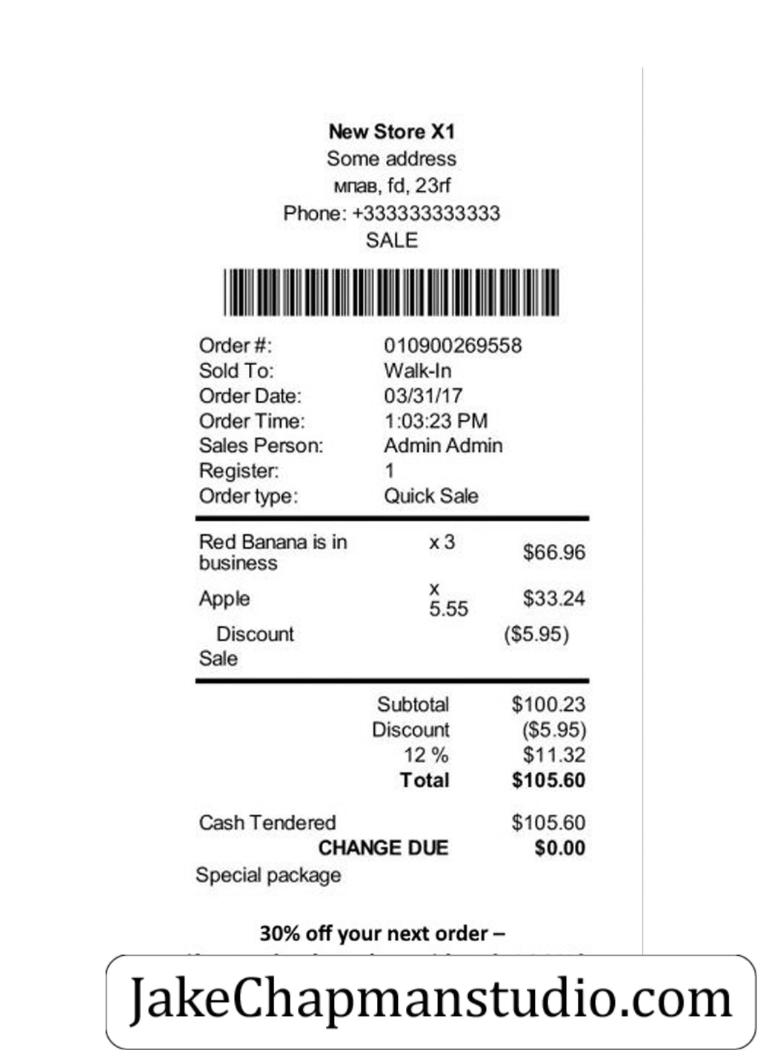 New Store X1
Some address
мпав, fd, 23rf
Phone: +333333333333
SALE
Order #: 010900269558
Sold To: Walk-In
Order Date: 03/31/17
Order Time: 1:03:23 PM
Sales Person: Admin Admin
Register: 1
Order type: Quick Sale
Red Banana is in x 3 $66.96
business
Apple x 5.55 $33.24
Discount ($5.95)
Sale
Subtotal $100.23
Discount ($5.95)
12 % $11.32
Total $105.60
Cash Tendered $105.60
CHANGE DUE $0.00
Special package
30% off your next order –
JakeChapmanstudio.com